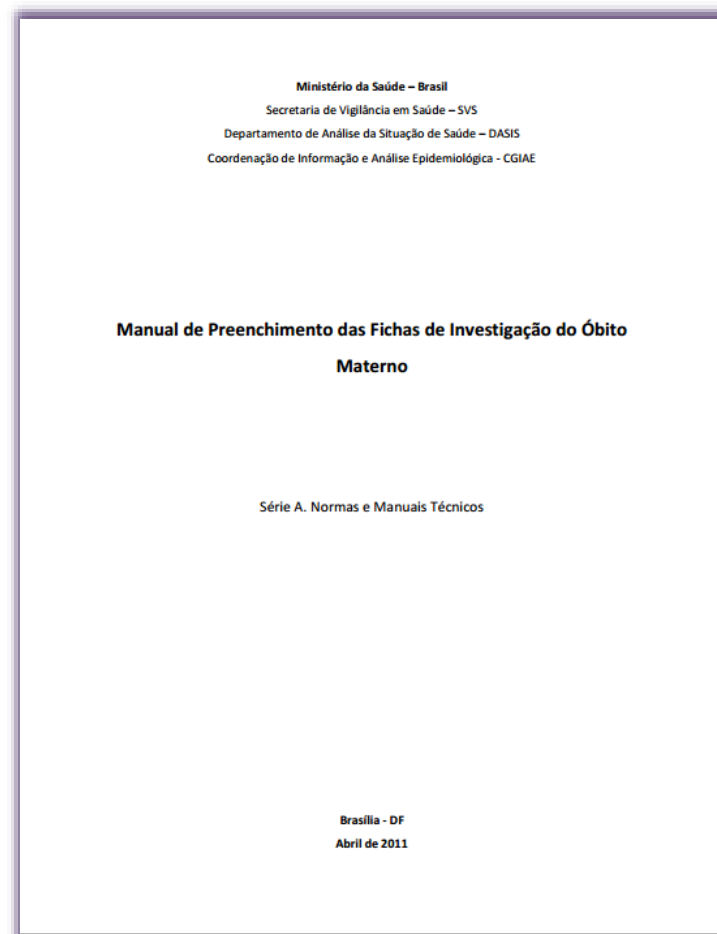 Ministério da Saúde – Brasil
Secretaria de Vigilância em Saúde – SVS
Departamento de Análise da Situação de Saúde – DASIS
Coordenação de Informação e Análise Epidemiológica - CGIAE
Manual de Preenchimento das Fichas de Investigação do Óbito
Materno
Série A. Normas e Manuais Técnicos
Brasília - DF
Abril de 2011